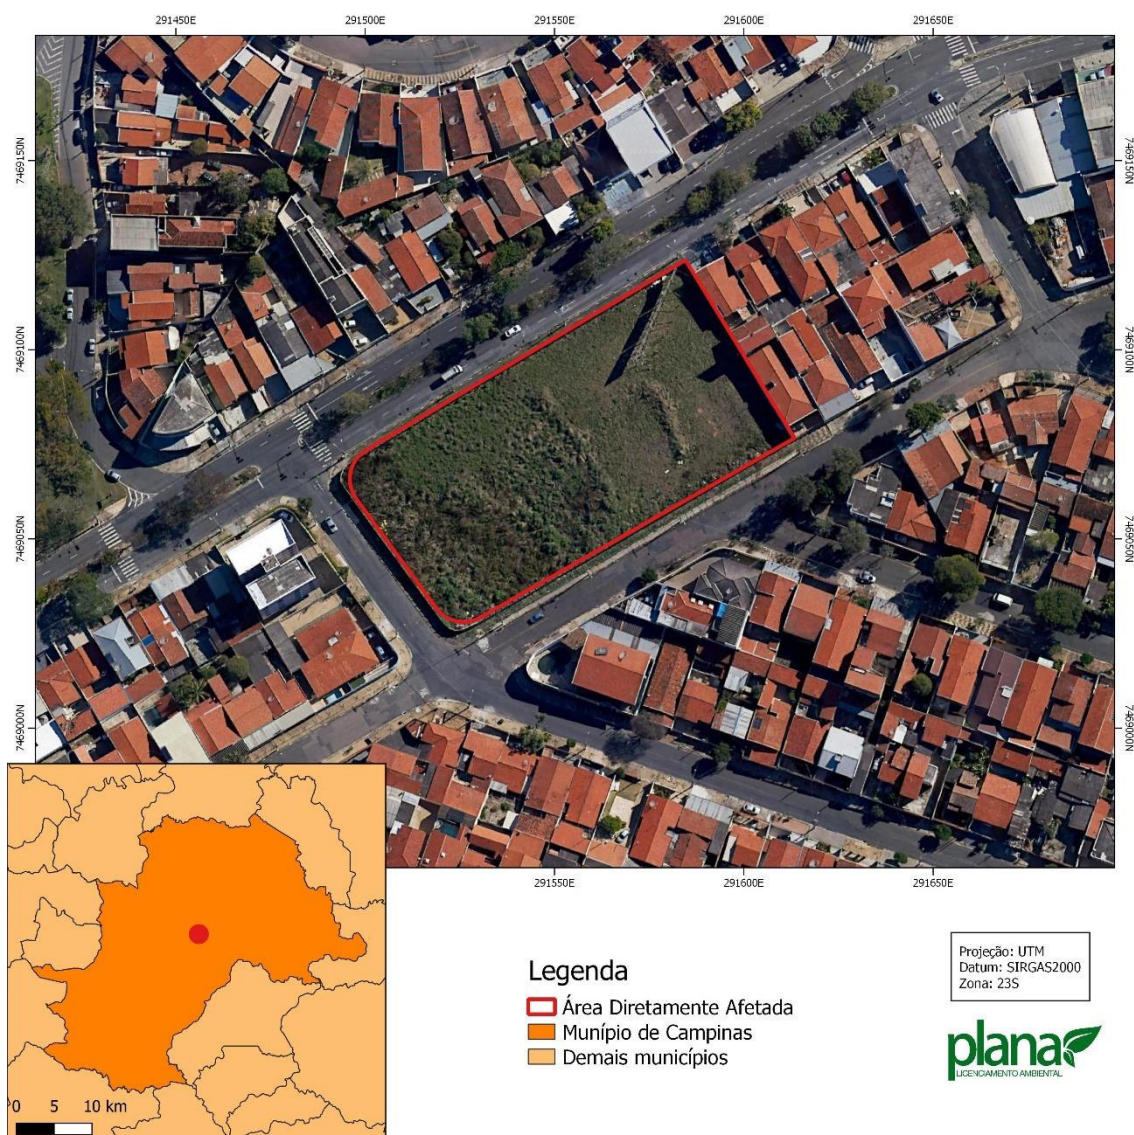 291450E 291500E 291550E 291600E 291650E
7469150N 7469150N
7469100N 7469100N
7469050N 7469050N
7469000N 7469000N
291550E 291600E 291650E
Legenda
Área Diretamente Afetada
Munípio de Campinas
Demais municípios
Projeção: UTM
Datum: SIRGAS2000
Zona: 23S
plana
LICENCIAMENTO AMBIENTAL
0 5 10 km